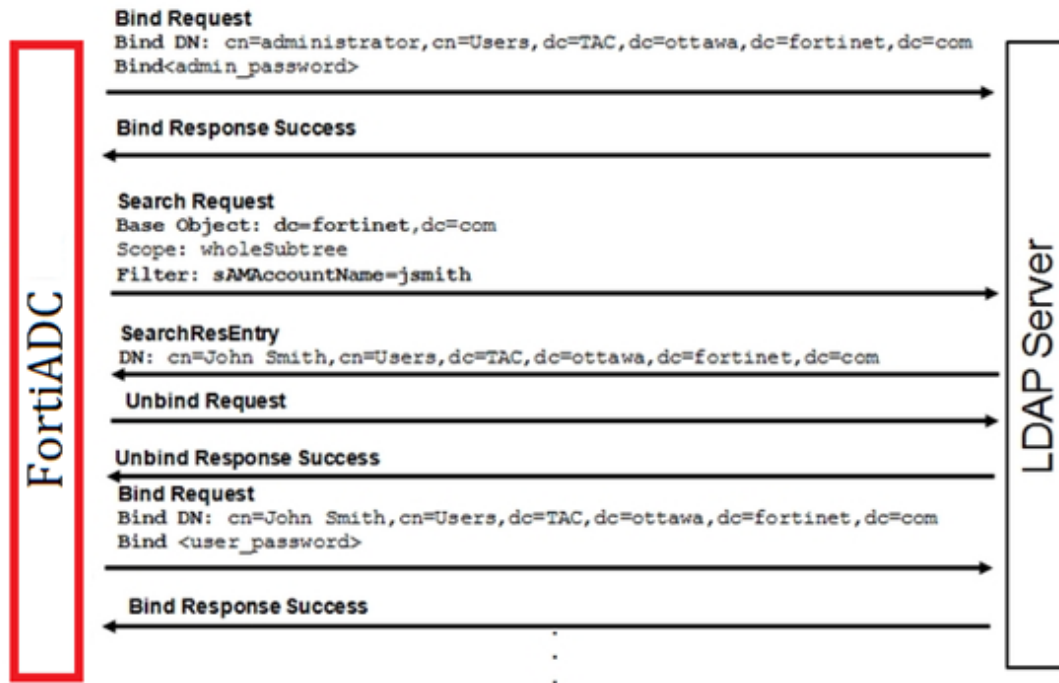 Bind Request
Bind DN: cn=administrator,cn=Users,dc=TAC,dc=ottawa,dc=fortinet,dc=com
Bind<admin_password>
Bind Response Success
Search Request
Base Object: dc=fortinet,dc=com
Scope: wholeSubtree
Filter: sAMAccountName=jsmith
SearchResEntry
DN: cn=John Smith,cn=Users,dc=TAC,dc=ottawa,dc=fortinet,dc=com
Unbind Request
Unbind Response Success
Bind Request
Bind DN: cn=John Smith,cn=Users,dc=TAC,dc=ottawa,dc=fortinet,dc=com
Bind <user_password>
Bind Response Success
FortiADC
LDAP Server